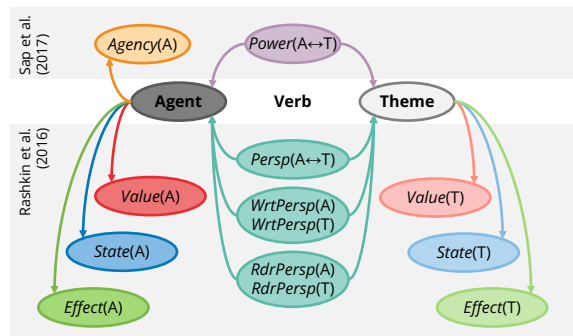 Sap et al.
(2017)
Agency(A)
Power(A↔T)
Agent
Verb
Theme
Rashkin et al.
(2016)
Persp(A↔T)
Value(A)
WrtPersp(A)
WrtPersp(T)
Value(T)
State(A)
RdrPersp(A)
RdrPersp(T)
State(T)
Effect(A)
Effect(T)